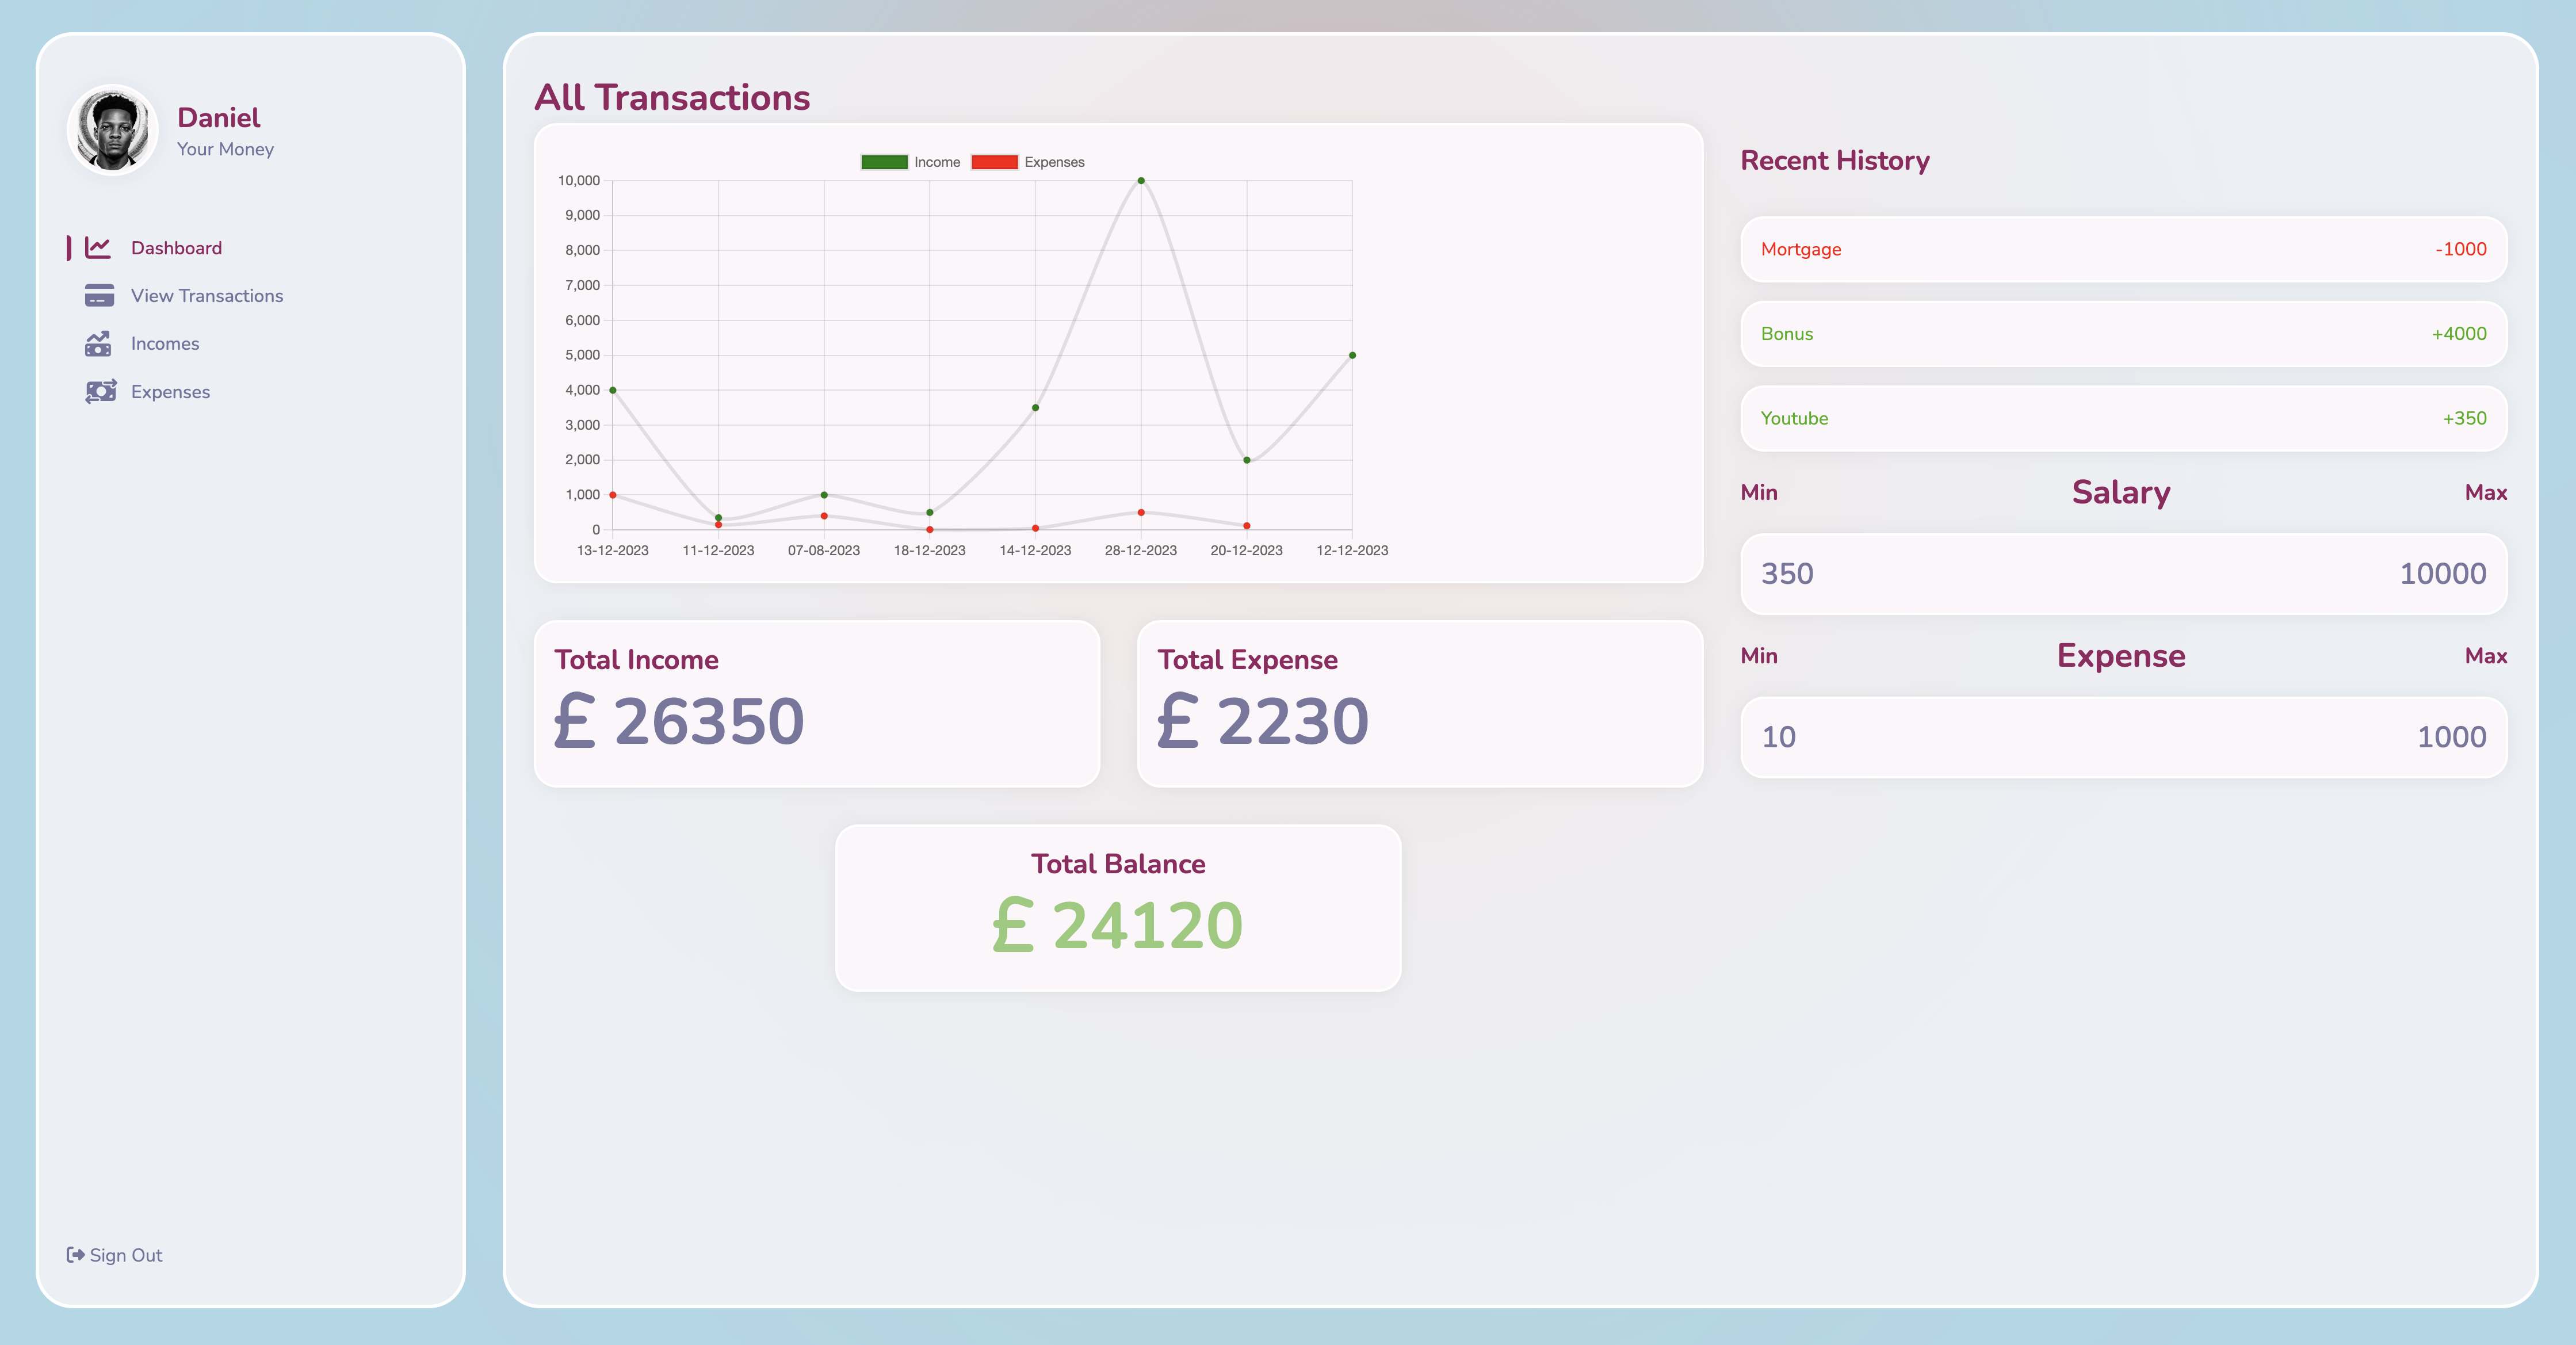 Daniel
Your Money
Dashboard
View Transactions
Incomes
Expenses
Sign Out
All Transactions
Income Expenses
10,000
9,000
8,000
7,000
6,000
5,000
4,000
3,000
2,000
1,000
0
13-12-2023 11-12-2023 07-08-2023 18-12-2023 14-12-2023 28-12-2023 20-12-2023 12-12-2023
Total Income
£ 26350
Total Expense
£ 2230
Total Balance
£ 24120
Recent History
Mortgage -1000
Bonus +4000
Youtube +350
Min Salary Max
350 10000
Min Expense Max
10 1000